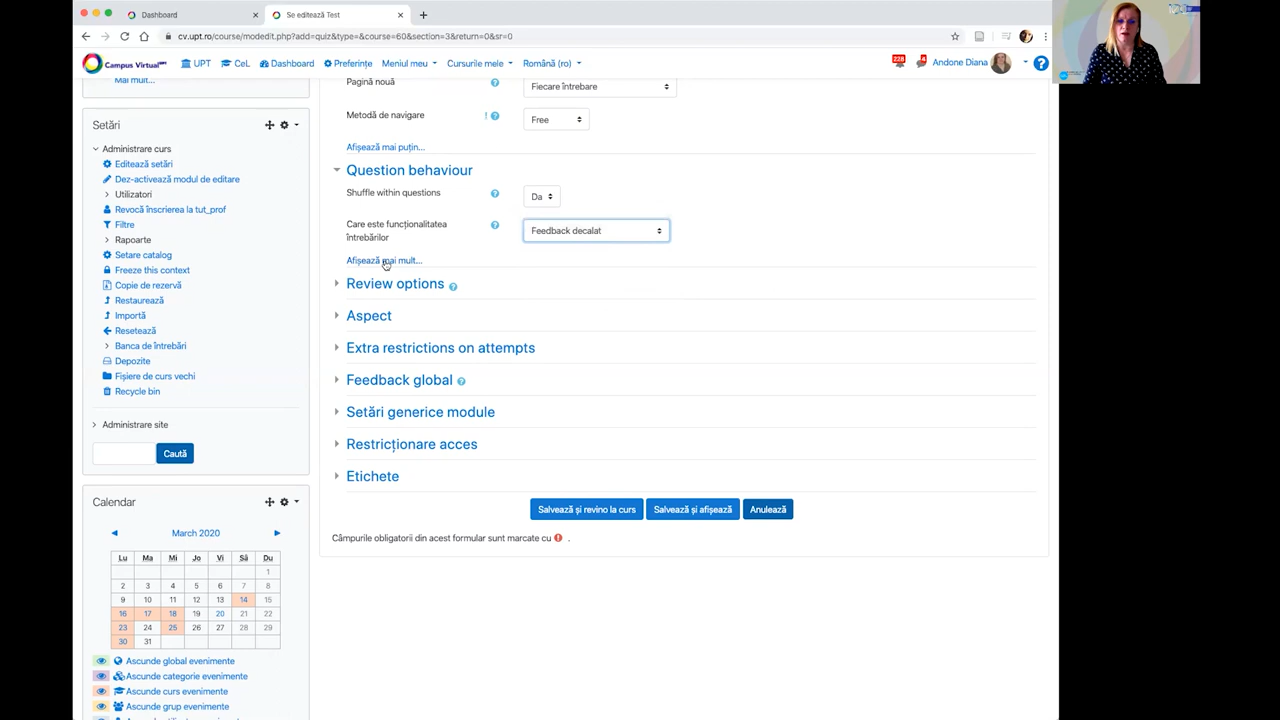 Dashboard
Se editează Test
cv.upt.ro/course/modedit.php?add=quiz&type=&course=60&section=3&return=0&sr=0
Campus Virtual UPT CeL Dashboard Preferințe Meniul meu Cursurile mele Română (ro) 228 4 Andone Diana
Mai mult...
Setări
Administrare curs
Editează setări
Dez-activează modul de editare
Utilizatori
Revocă înscrierea la tut_prof
Filtre
Rapoarte
Setare catalog
Freeze this context
Copie de rezervă
Restaurează
Importă
Resetează
Banca de întrebări
Depozite
Fișiere de curs vechi
Recycle bin
Administrare site
Caută
Calendar
March 2020
Lu Ma Mi Jo Vi Sâ Du
1
2 3 4 5 6 7 8
9 10 11 12 13 14 15
16 17 18 19 20 21 22
23 24 25 26 27 28 29
30 31
Ascunde global evenimente
Ascunde categorie evenimente
Ascunde curs evenimente
Ascunde grup evenimente
Pagină nouă
Fiecare întrebare
Metodă de navigare
Free
Afișează mai puțin...
Question behaviour
Shuffle within questions
Da
Care este funcționalitatea
întrebărilor
Feedback decalat
Afișează mai mult...
Review options
Aspect
Extra restrictions on attempts
Feedback global
Setări generice module
Restricționare acces
Etichete
Salvează și revino la curs
Salvează și afișează
Anulează
Câmpurile obligatorii din acest formular sunt marcate cu .